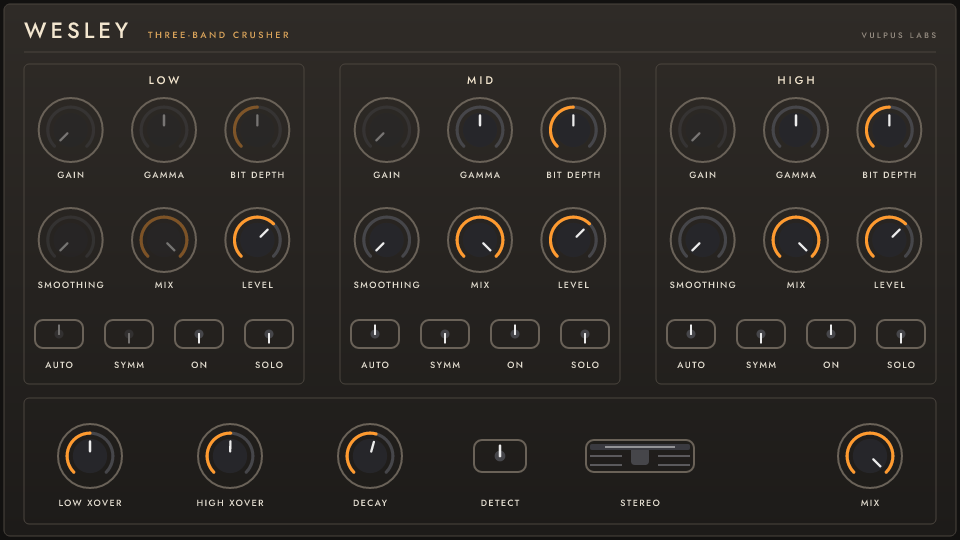 WESLEY THREE-BAND CRUSHER VULPUS LABS
LOW MID HIGH
GAIN GAMMA BIT DEPTH GAIN GAMMA BIT DEPTH GAIN GAMMA BIT DEPTH
SMOOTHING MIX LEVEL SMOOTHING MIX LEVEL SMOOTHING MIX LEVEL
AUTO SYMM ON SOLO AUTO SYMM ON SOLO AUTO SYMM ON SOLO
LOW XOVER HIGH XOVER DECAY DETECT STEREO MIX